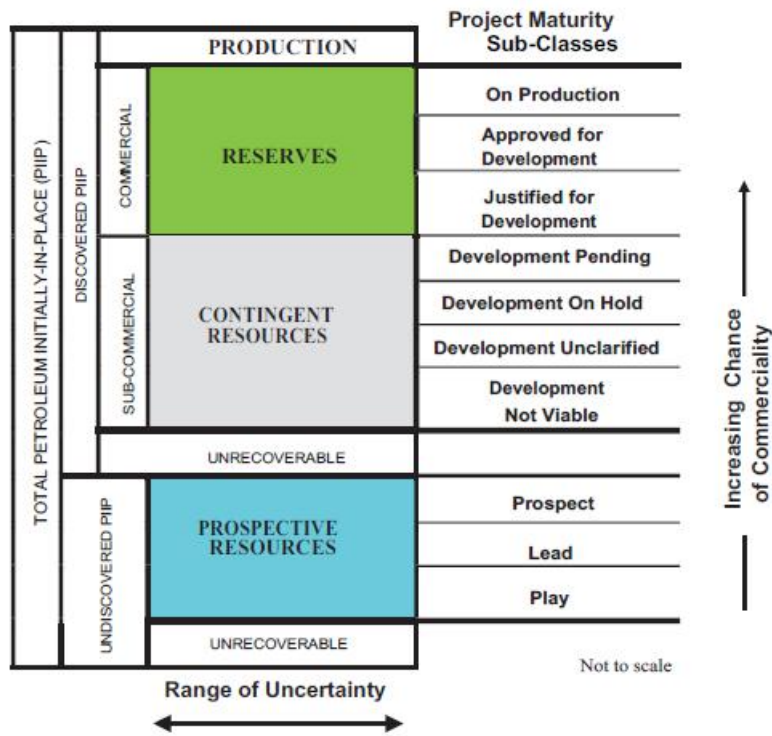 Project Maturity
Sub-Classes
PRODUCTION
TOTAL PETROLEUM INITIALLY-IN-PLACE (PIIP)
DISCOVERED PIIP
COMMERCIAL
RESERVES
On Production
Approved for
Development
Justified for
Development
SUB-COMMERCIAL
CONTINGENT
RESOURCES
Development Pending
Development On Hold
Development Unclarified
Development
Not Viable
UNRECOVERABLE
UNDISCOVERED PIIP
PROSPECTIVE
RESOURCES
Prospect
Lead
Play
UNRECOVERABLE
Increasing Chance
of Commerciality
Not to scale
Range of Uncertainty